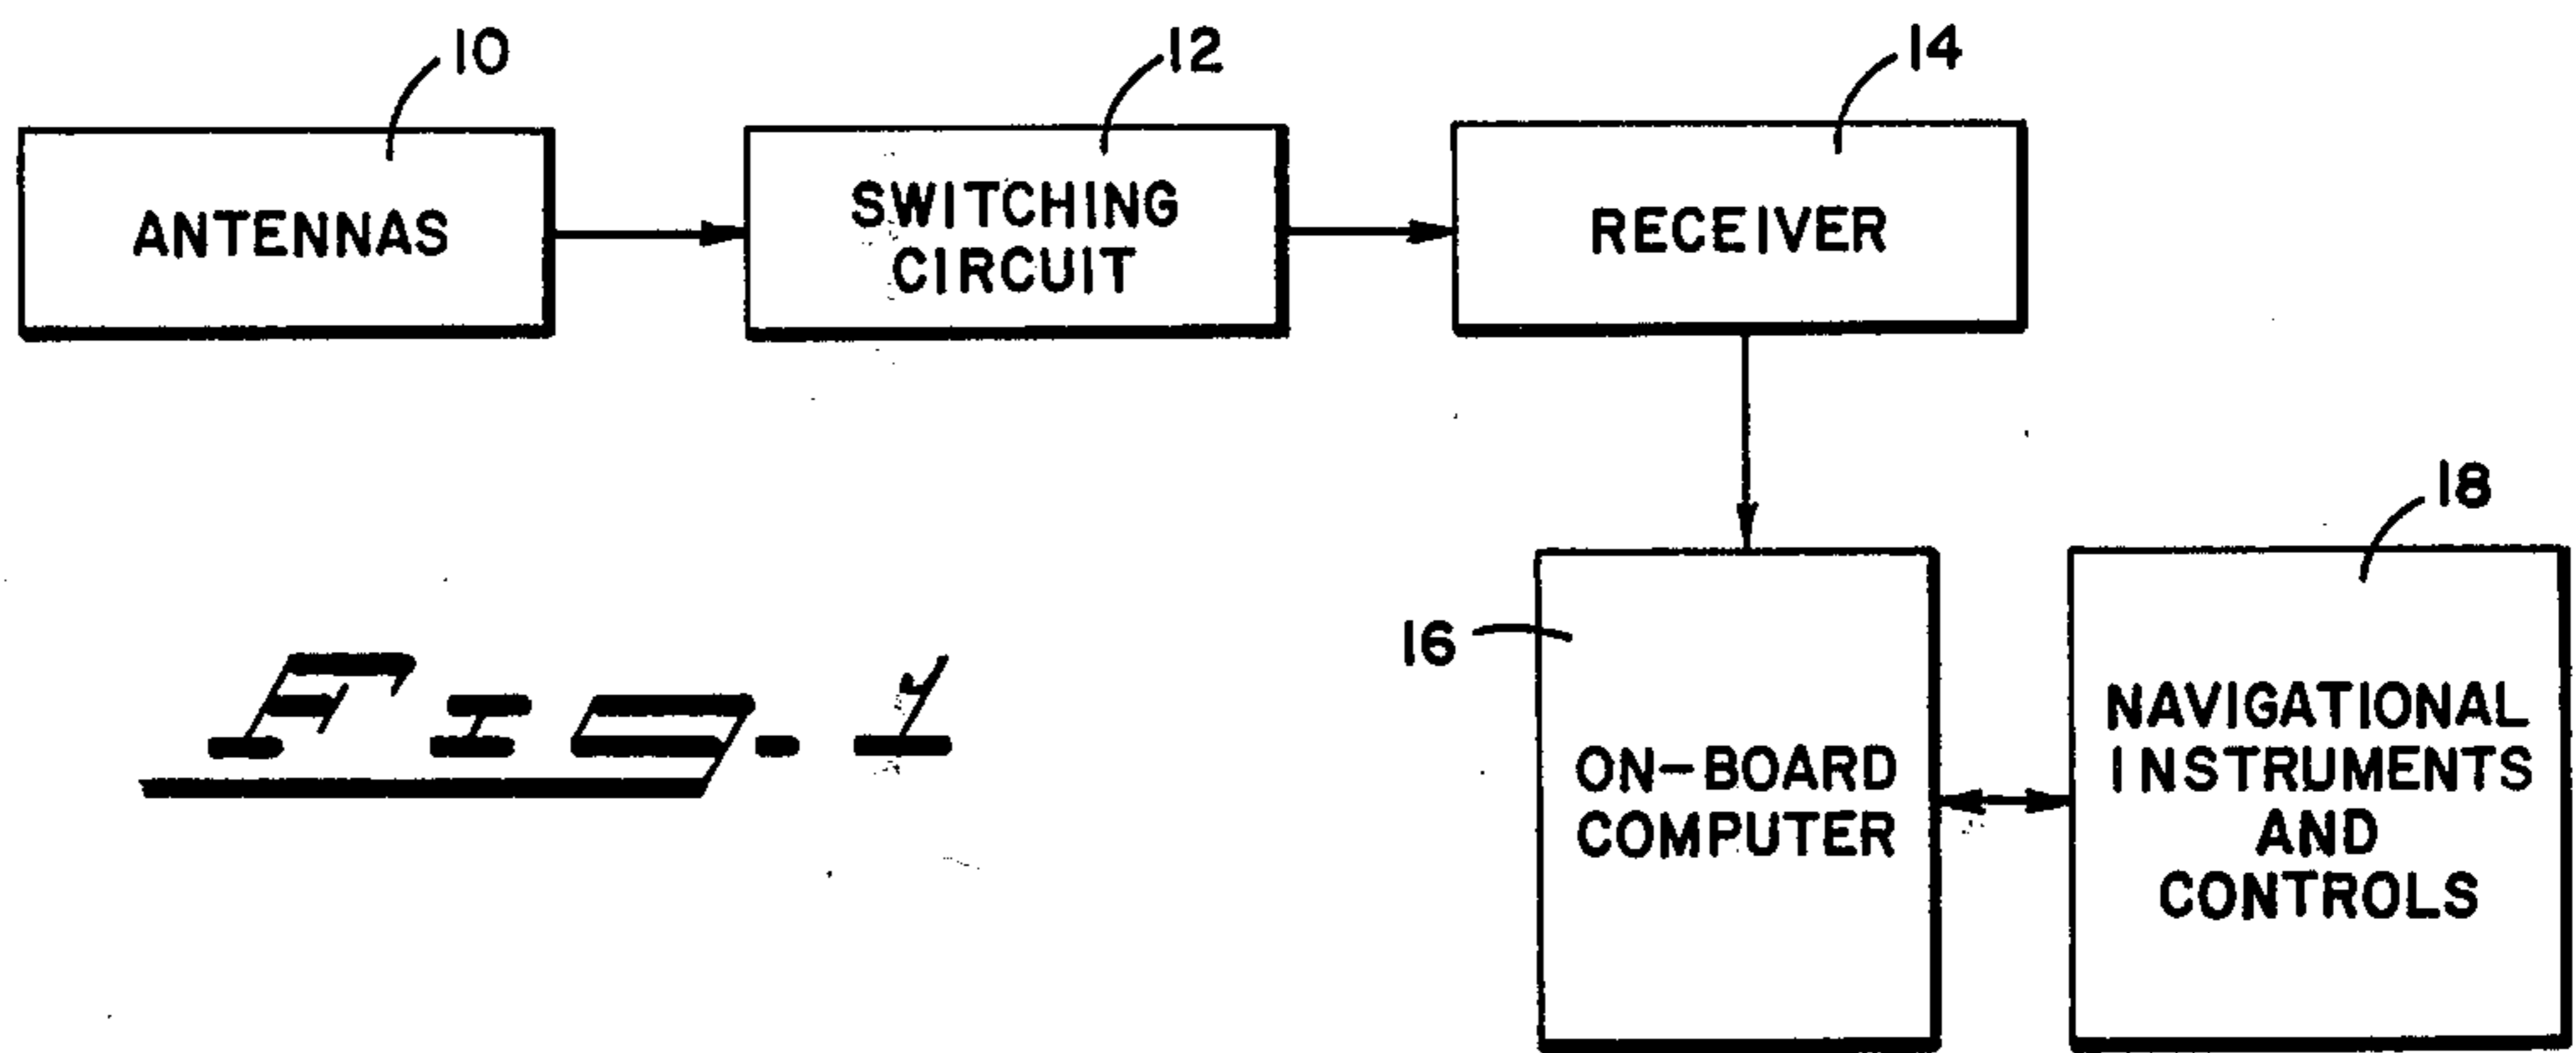 10
12
14
ANTENNAS
SWITCHING
CIRCUIT
RECEIVER
18
16
NAVIGATIONAL
INSTRUMENTS
AND
CONTROLS
ON-BOARD
COMPUTER
FIG. 1